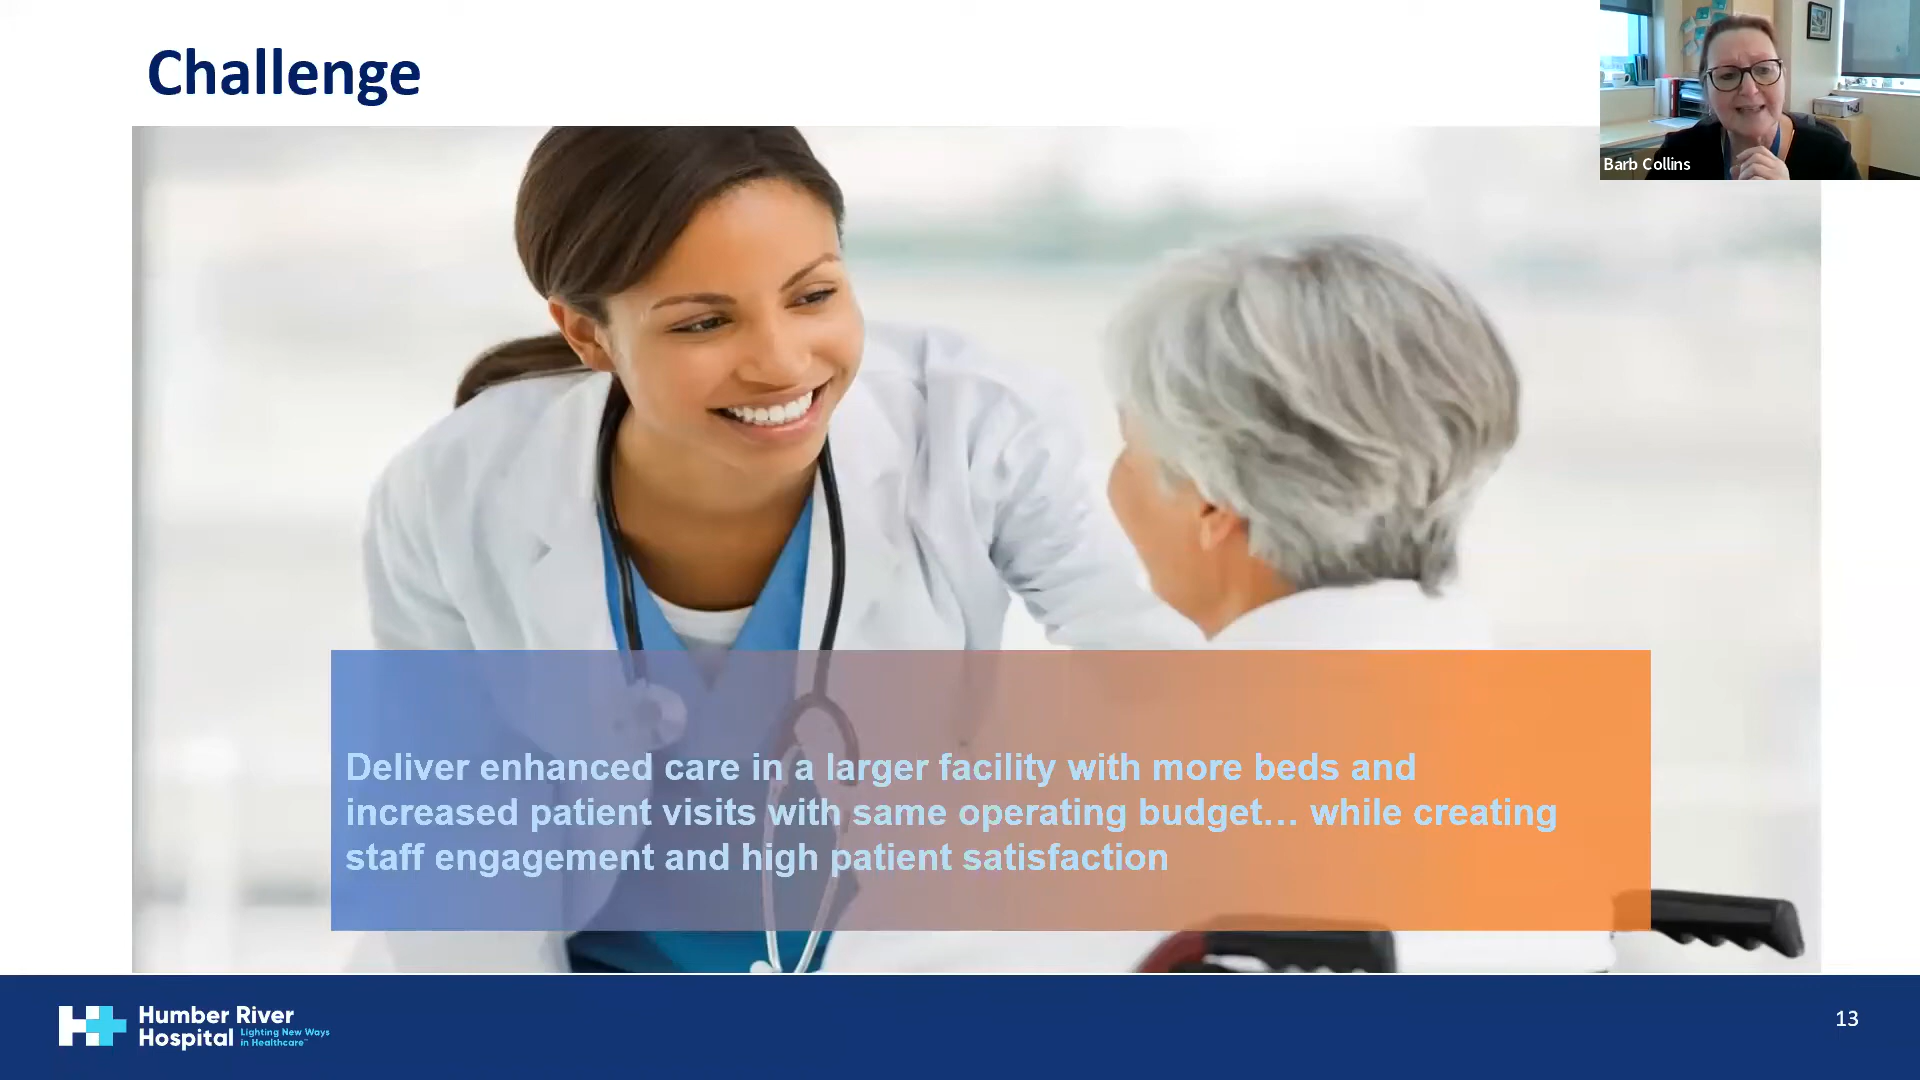 Challenge
Barb Collins
Deliver enhanced care in a larger facility with more beds and
increased patient visits with same operating budget… while creating
staff engagement and high patient satisfaction
Humber River
Hospital
Lighting New Ways
in Healthcare™
13